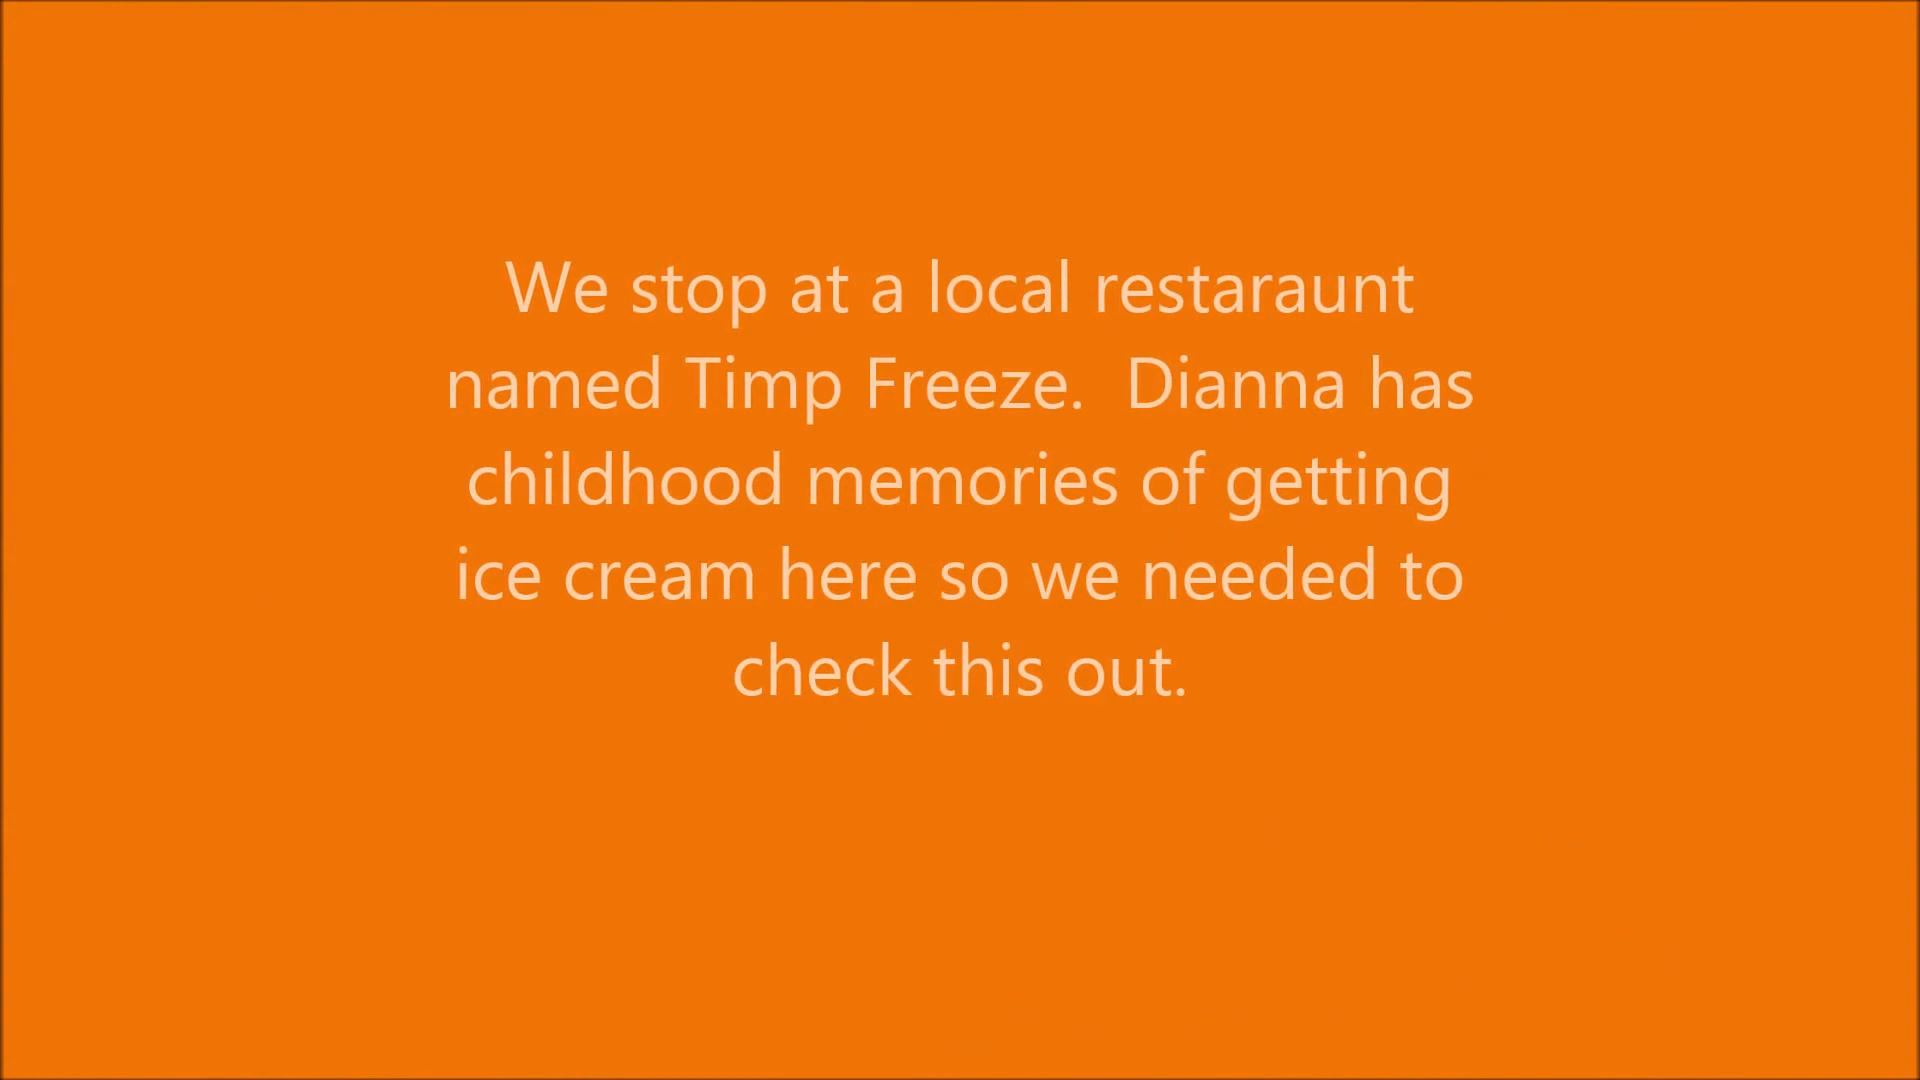 We stop at a local restaraunt
named Timp Freeze.  Dianna has
childhood memories of getting
ice cream here so we needed to
check this out.